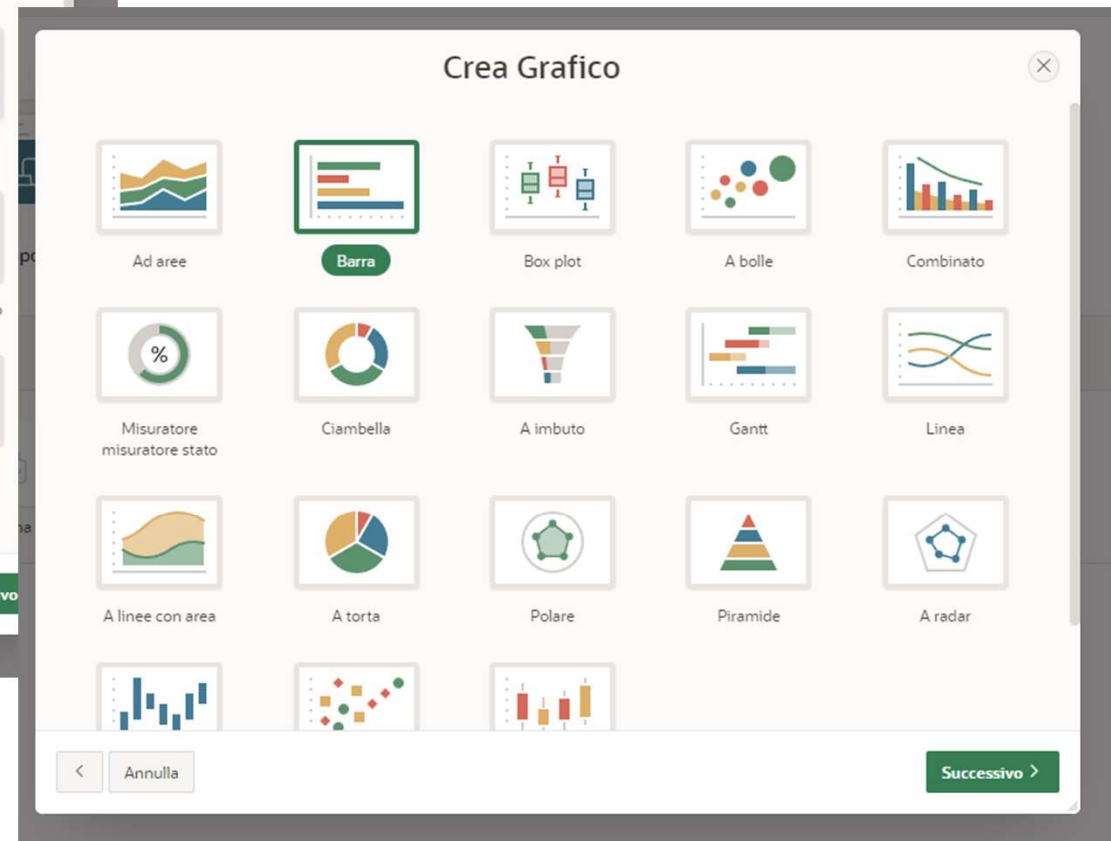 Crea Grafico
Ad aree
Barra
Box plot
A bolle
Combinato
%
Misuratore
misuratore stato
Ciambella
A imbuto
Gantt
Linea
A linee con area
A torta
Polare
Piramide
A radar
Annulla
Successivo